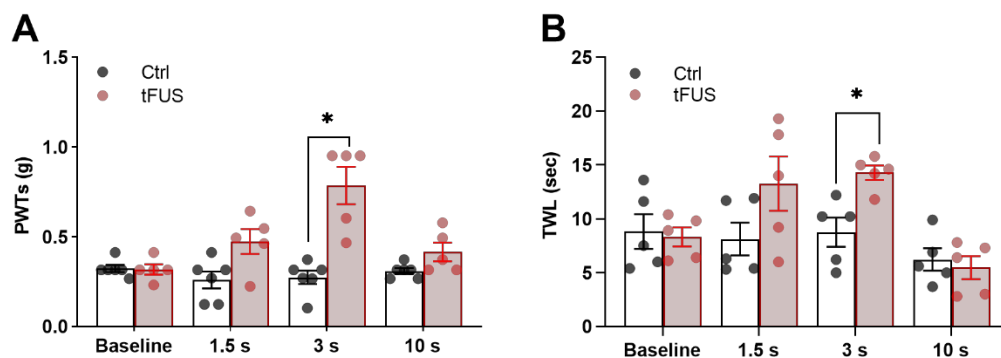 A
PWTs (g)
1.5
1.0
0.5
0.0
Ctrl
tFUS
*
Baseline 1.5 s 3 s 10 s
B
TWL (sec)
25
20
15
10
5
0
Ctrl
tFUS
*
Baseline 1.5 s 3 s 10 s